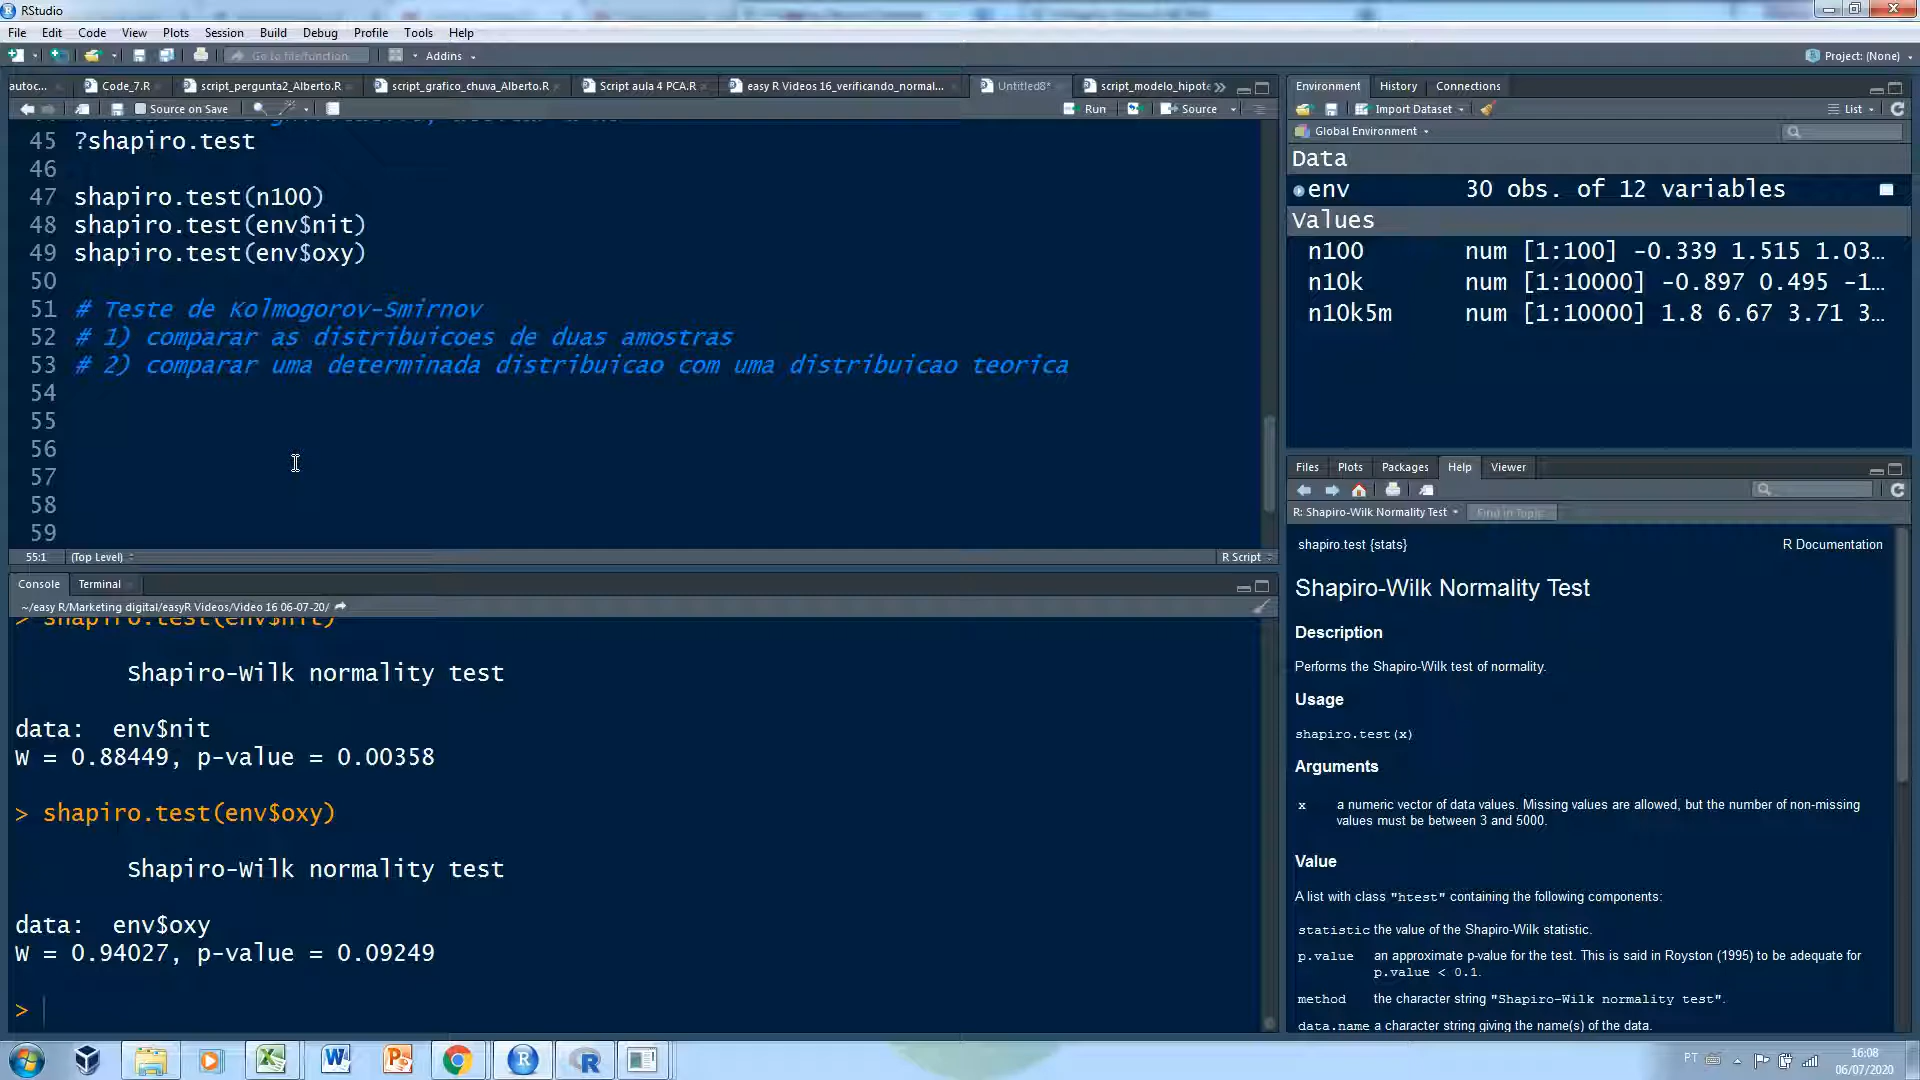 RStudio
File Edit Code View Plots Session Build Debug Profile Tools Help
Go to file/function Addins Project: (None)
autoc... Code_7.R script_pergunta2_Alberto.R script_grafico_chuva_Alberto.R Script aula 4 PCA.R easy R Videos 16_verificando_normal... Untitled8* script_modelo_hipote
Source on Save Run Source
45 ?shapiro.test
46
47 shapiro.test(n100)
48 shapiro.test(env$nit)
49 shapiro.test(env$oxy)
50
51 # Teste de Kolmogorov-Smirnov
52 # 1) comparar as distribuicoes de duas amostras
53 # 2) comparar uma determinada distribuicao com uma distribuicao teorica
54
55
56
57
58
59
55:1 (Top Level) R Script
Console Terminal
~/easy R/Marketing digital/easyR Videos/Video 16 06-07-20/
> shapiro.test(env$nit)
Shapiro-Wilk normality test
data: env$nit
W = 0.88449, p-value = 0.00358
> shapiro.test(env$oxy)
Shapiro-Wilk normality test
data: env$oxy
W = 0.94027, p-value = 0.09249
>
Environment History Connections
Import Dataset List
Global Environment
Data
env 30 obs. of 12 variables
Values
n100 num [1:100] -0.339 1.515 1.03...
n10k num [1:10000] -0.897 0.495 -1...
n10k5m num [1:10000] 1.8 6.67 3.71 3...
Files Plots Packages Help Viewer
R: Shapiro-Wilk Normality Test Find in Topic
shapiro.test {stats} R Documentation
Shapiro-Wilk Normality Test
Description
Performs the Shapiro-Wilk test of normality.
Usage
shapiro.test(x)
Arguments
x a numeric vector of data values. Missing values are allowed, but the number of non-missing
values must be between 3 and 5000.
Value
A list with class "htest" containing the following components:
statistic the value of the Shapiro-Wilk statistic.
p.value an approximate p-value for the test. This is said in Royston (1995) to be adequate for
p.value < 0.1.
method the character string "Shapiro-Wilk normality test".
data.name a character string giving the name(s) of the data.
PT 16:08
06/07/2020